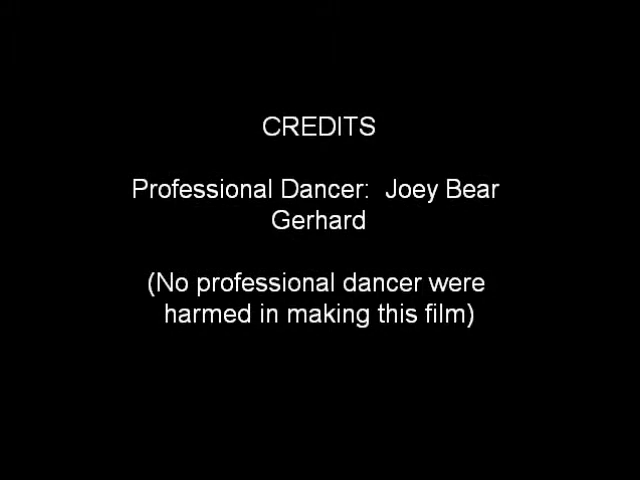 CREDITS
Professional Dancer:  Joey Bear
Gerhard
(No professional dancer were
harmed in making this film)